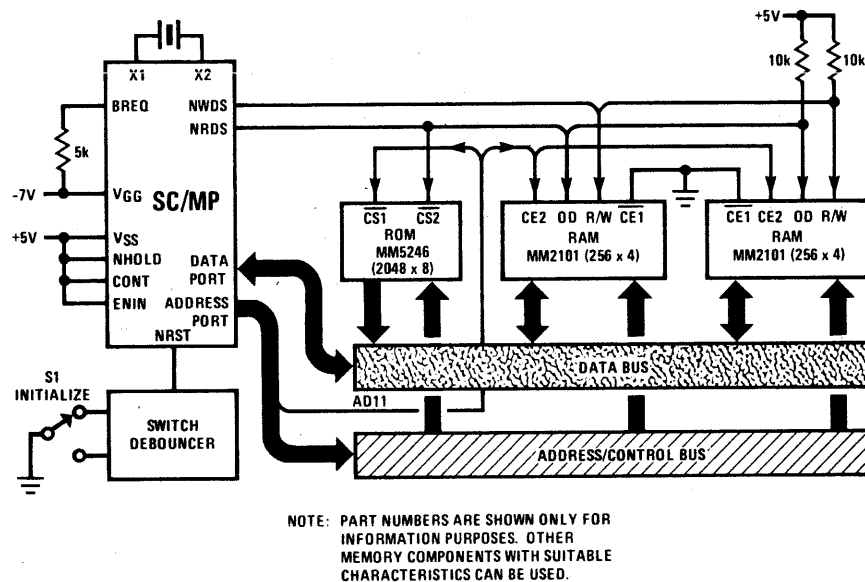 +5V
10k 10k
X1 X2
BREQ NWDS
NRDS
5k
-7V VGG SC/MP
+5V VSS
NHOLD DATA
CONT PORT
ENIN ADDRESS
PORT
NRST
CS1 CS2
ROM
MM5246
(2048 x 8)
CE2 OD R/W CE1
RAM
MM2101 (256 x 4)
CE1 CE2 OD R/W
RAM
MM2101 (256 x 4)
DATA BUS
AD11
ADDRESS/CONTROL BUS
S1
INITIALIZE
SWITCH
DEBOUNCER
NOTE: PART NUMBERS ARE SHOWN ONLY FOR
INFORMATION PURPOSES. OTHER
MEMORY COMPONENTS WITH SUITABLE
CHARACTERISTICS CAN BE USED.